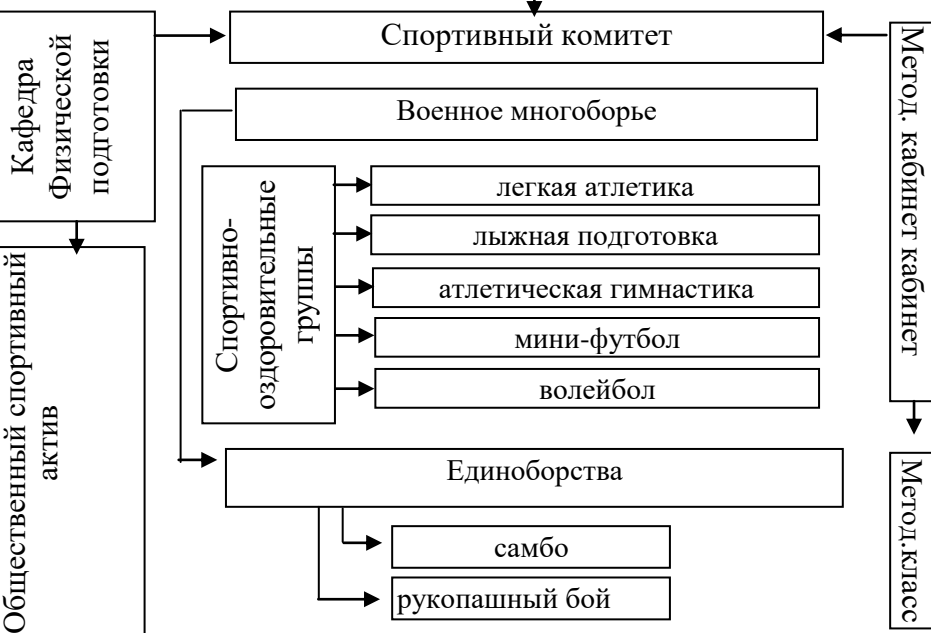 Кафедра
Физической
подготовки
Спортивный комитет
Метод. кабинет кабинет
Военное многоборье
Спортивно-
оздоровительные
группы
легкая атлетика
лыжная подготовка
атлетическая гимнастика
мини-футбол
волейбол
Общественный спортивный
актив
Единоборства
самбо
рукопашный бой
Метод.класс